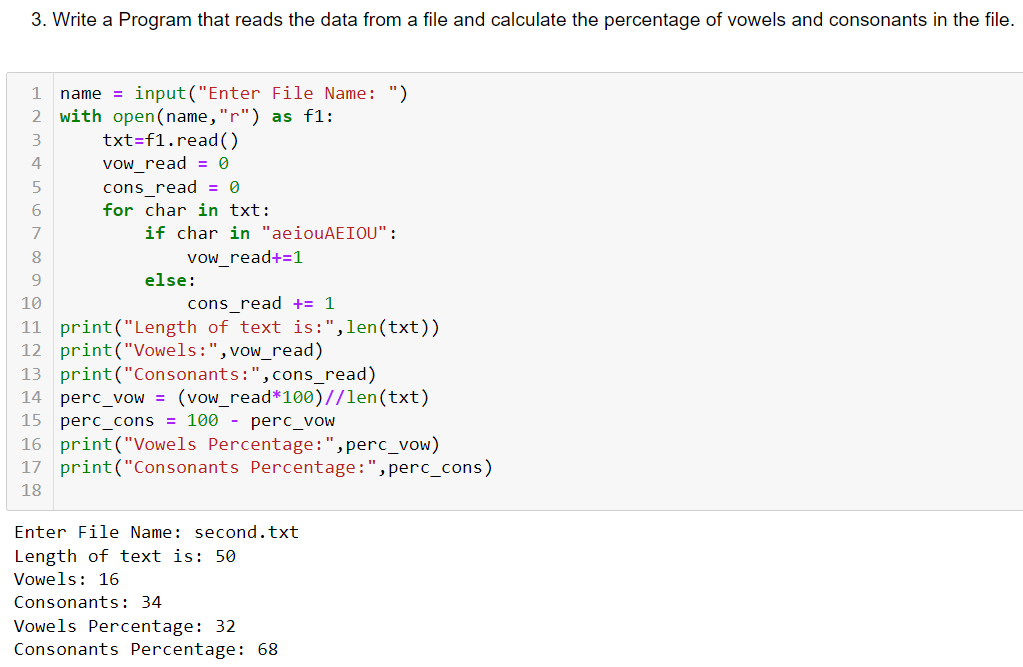 3. Write a Program that reads the data from a file and calculate the percentage of vowels and consonants in the file.
1 name = input("Enter File Name: ")
2 with open(name,"r") as f1:
3     txt=f1.read()
4     vow_read = 0
5     cons_read = 0
6     for char in txt:
7         if char in "aeiouAEIOU":
8             vow_read+=1
9         else:
10             cons_read += 1
11 print("Length of text is:",len(txt))
12 print("Vowels:",vow_read)
13 print("Consonants:",cons_read)
14 perc_vow = (vow_read*100)//len(txt)
15 perc_cons = 100 - perc_vow
16 print("Vowels Percentage:",perc_vow)
17 print("Consonants Percentage:",perc_cons)
18
Enter File Name: second.txt
Length of text is: 50
Vowels: 16
Consonants: 34
Vowels Percentage: 32
Consonants Percentage: 68